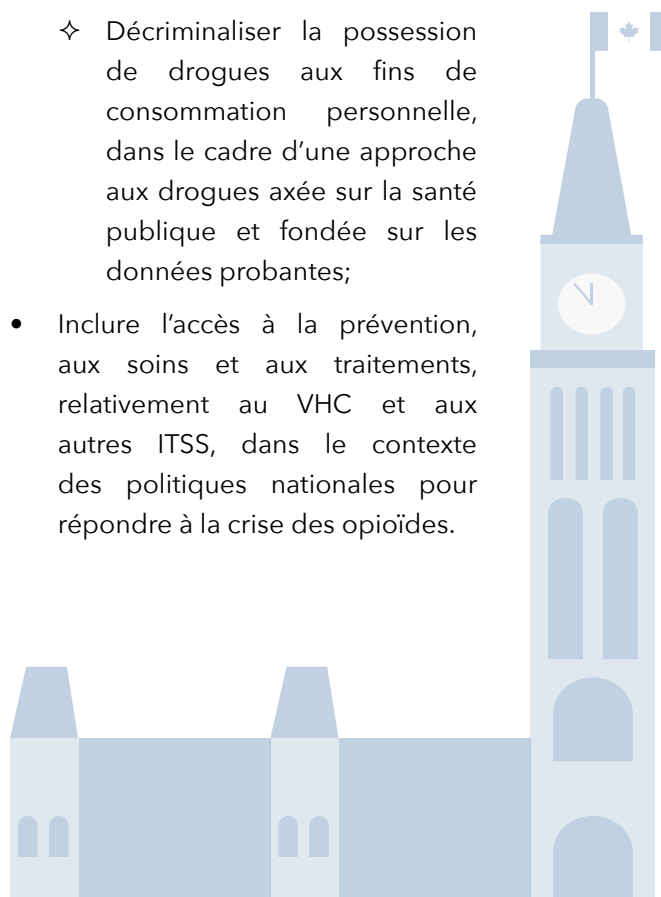 ✧ Décriminaliser la possession
de drogues aux fins de
consommation personnelle,
dans le cadre d’une approche
aux drogues axée sur la santé
publique et fondée sur les
données probantes;
• Inclure l’accès à la prévention,
aux soins et aux traitements,
relativement au VHC et aux
autres ITSS, dans le contexte
des politiques nationales pour
répondre à la crise des opioïdes.